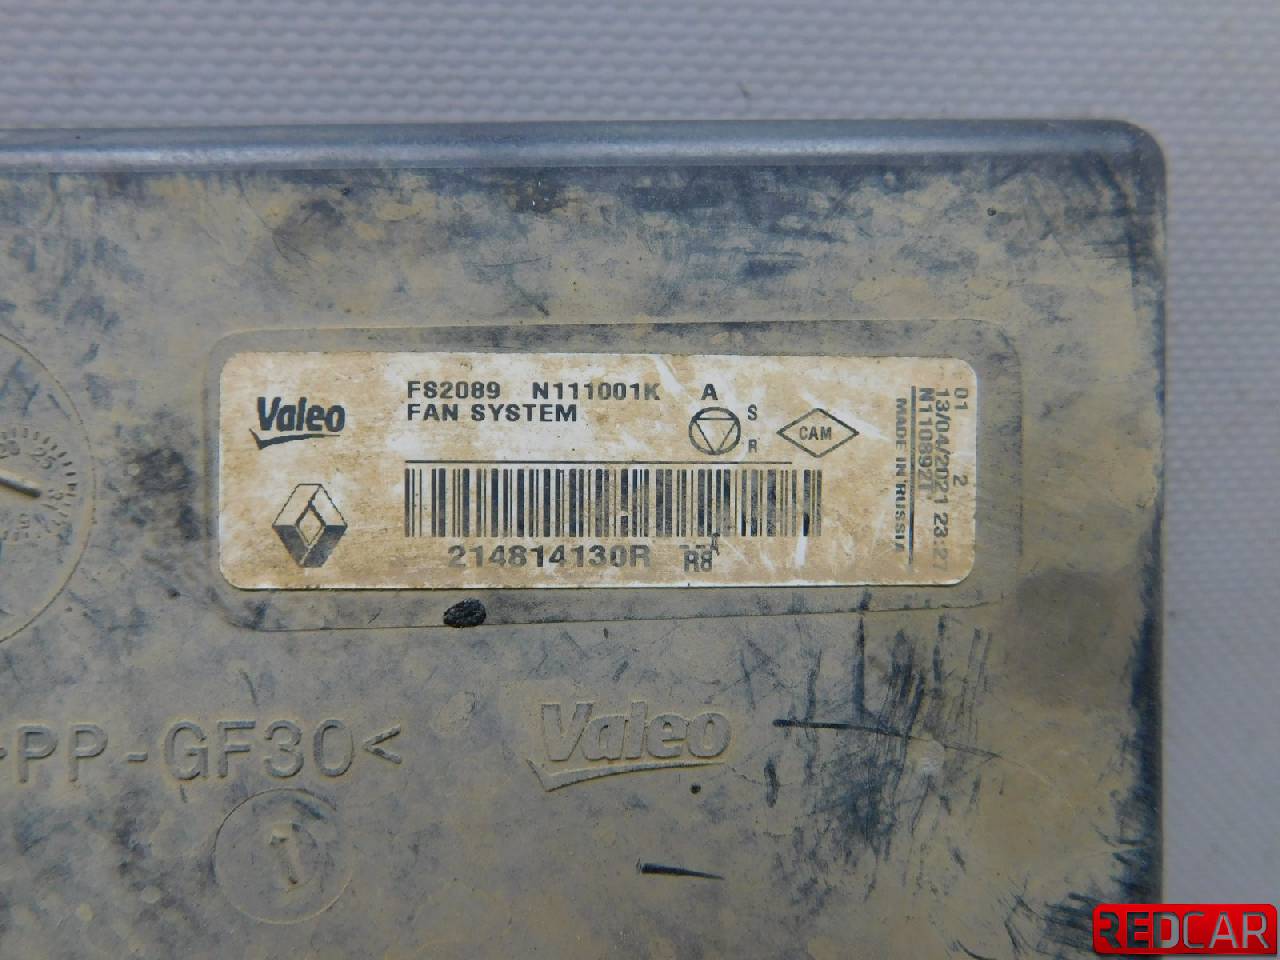 Valeo
FS2089 N111001K A
FAN SYSTEM
S
R
CAM
214814130R
R8
01 2
13/04/2021 23:27
MADE IN RUSSIA
25
PP-GF30<
Valeo
REDCAR